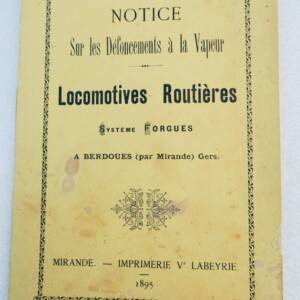 NOTICE
Sur les Défoncements à la Vapeur
Locomotives Routières
SYSTÈME FORGUES
A BERDOUES (par Mirande) Gers.
MIRANDE. — IMPRIMERIE Vᵉ LABEYRIE.
1895